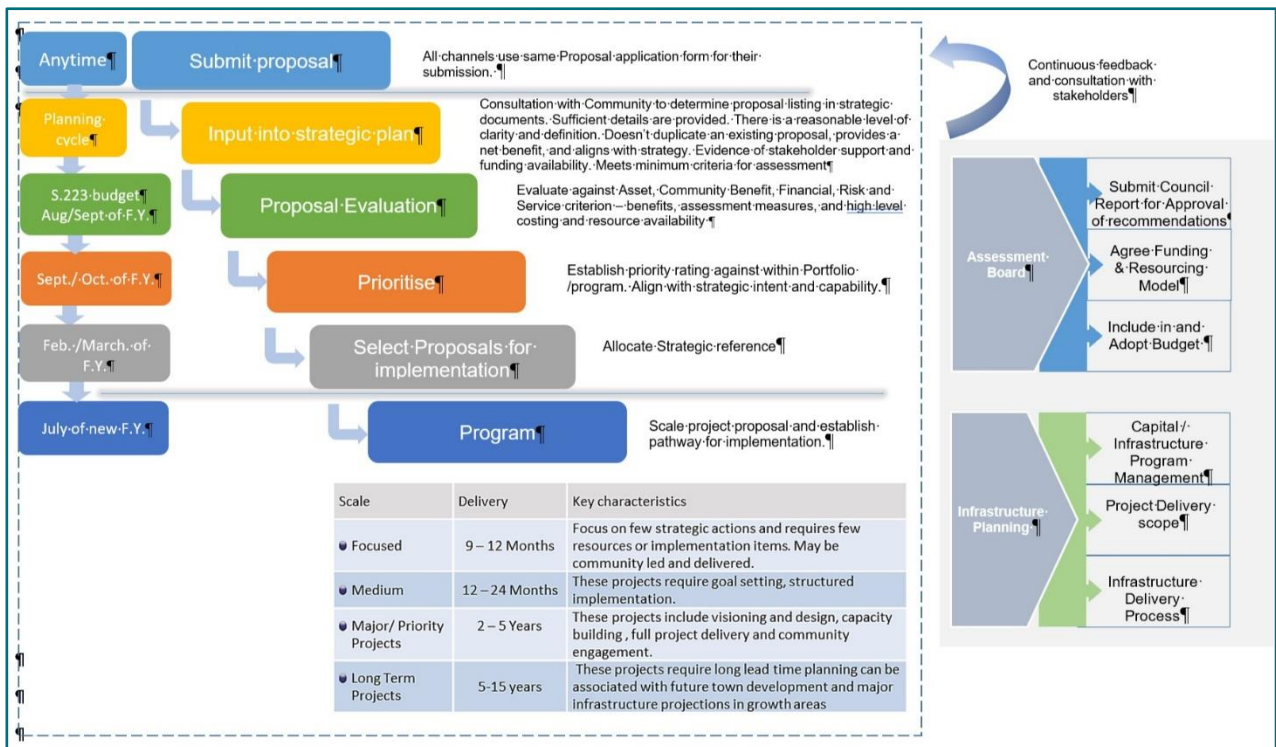 Anytime¶
Submit·proposal¶
All·channels·use·same·Proposal·application·form·for·their·
submission.·¶
Planning·
cycle¶
Input·into·strategic·plan¶
Consultation·with·Community·to·determine·proposal·listing·in·strategic·
documents.·Sufficient·details·are·provided.·There·is·a·reasonable·level·of·
clarity·and·definition.·Doesn't·duplicate·an·existing·proposal,·provides·a·
net·benefit,·and·aligns·with·strategy.·Evidence·of·stakeholder·support·and·
funding·availability.·Meets·minimum·criteria·for·assessment¶
S.223·budget¶
Aug/Sept·of·F.Y.¶
Proposal·Evaluation¶
Evaluate·against·Asset,·Community·Benefit,·Financial,·Risk·and·
Service·criterion·–·benefits,·assessment·measures,·and·high·level·
costing·and·resource·availability·¶
Sept./·Oct.·of·F.Y.¶
Prioritise¶
Establish·priority·rating·against·within·Portfolio·
/program.·Align·with·strategic·intent·and·capability.¶
Feb.·/March.·of·
F.Y.¶
Select·Proposals·for·
implementation¶
Allocate·Strategic·reference¶
July·of·new·F.Y.¶
Program¶
Scale·project·proposal·and·establish·
pathway·for·implementation.¶
Scale Delivery Key characteristics
Focused 9 – 12 Months
Focus on few strategic actions and requires few
resources or implementation items. May be
community led and delivered.
Medium 12 – 24 Months
These projects require goal setting, structured
implementation.
Major/ Priority
Projects
2 – 5 Years
These projects include visioning and design, capacity
building , full project delivery and community
engagement.
Long Term
Projects
5-15 years
These projects require long lead time planning can be
associated with future town development and major
infrastructure projections in growth areas
Continuous·feedback·
and·consultation·with·
stakeholders¶
Assessment·
Board¶
Submit·Council·
Report·for·Approval·
of·recommendations¶
Agree·Funding·
&·Resourcing·
Model¶
Include·in·and·
Adopt·Budget·¶
Infrastructure·
Planning·¶
Capital·/·
Infrastructure·
Program·
Management¶
Project·Delivery·
scope¶
Infrastructure·
Delivery·
Process¶